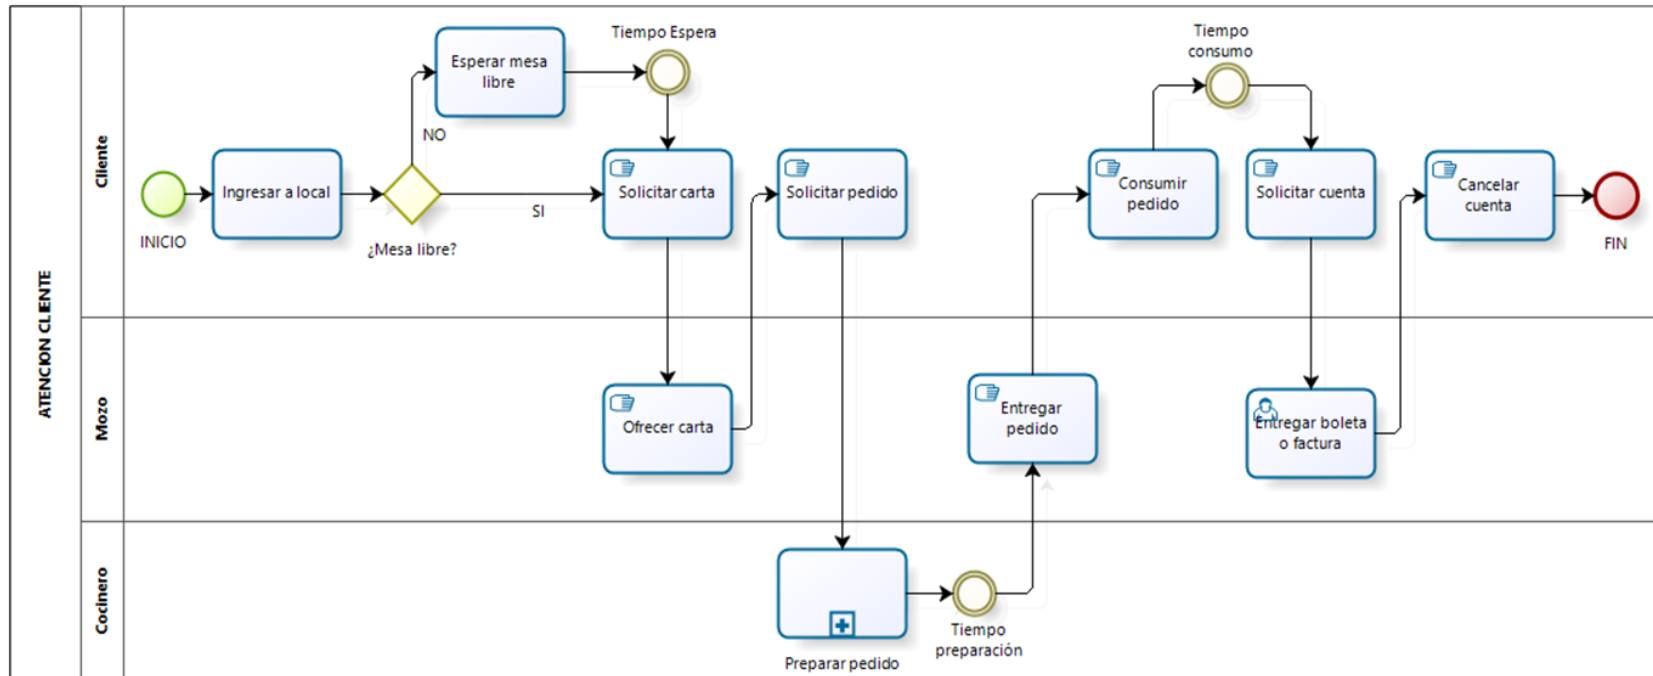 ATENCION CLIENTE
Cliente
INICIO
Ingresar a local
¿Mesa libre?
NO
SI
Esperar mesa
libre
Tiempo Espera
Solicitar carta
Solicitar pedido
Consumir
pedido
Tiempo
consumo
Solicitar cuenta
Cancelar
cuenta
FIN
Mozo
Ofrecer carta
Entregar
pedido
Entregar boleta
o factura
Cocinero
Preparar pedido
Tiempo
preparación